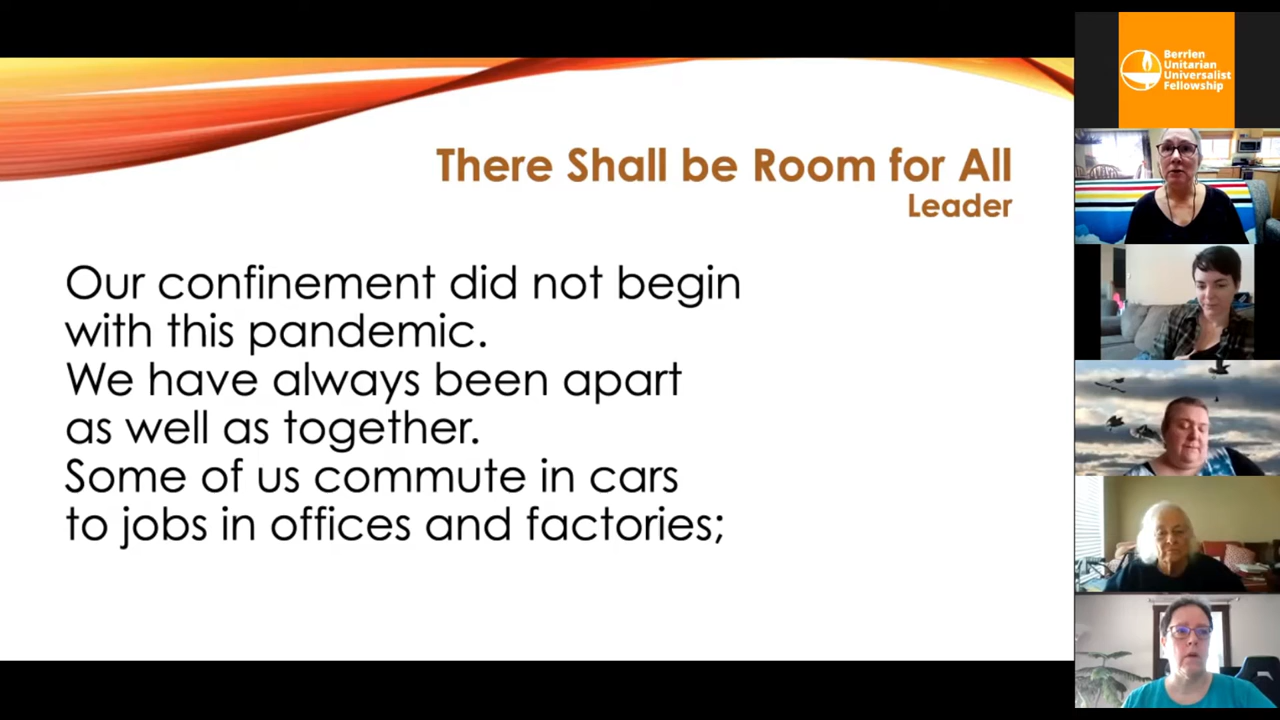 There Shall be Room for All
Leader
Our confinement did not begin
with this pandemic.
We have always been apart
as well as together.
Some of us commute in cars
to jobs in offices and factories;
Berrien
Unitarian
Universalist
Fellowship